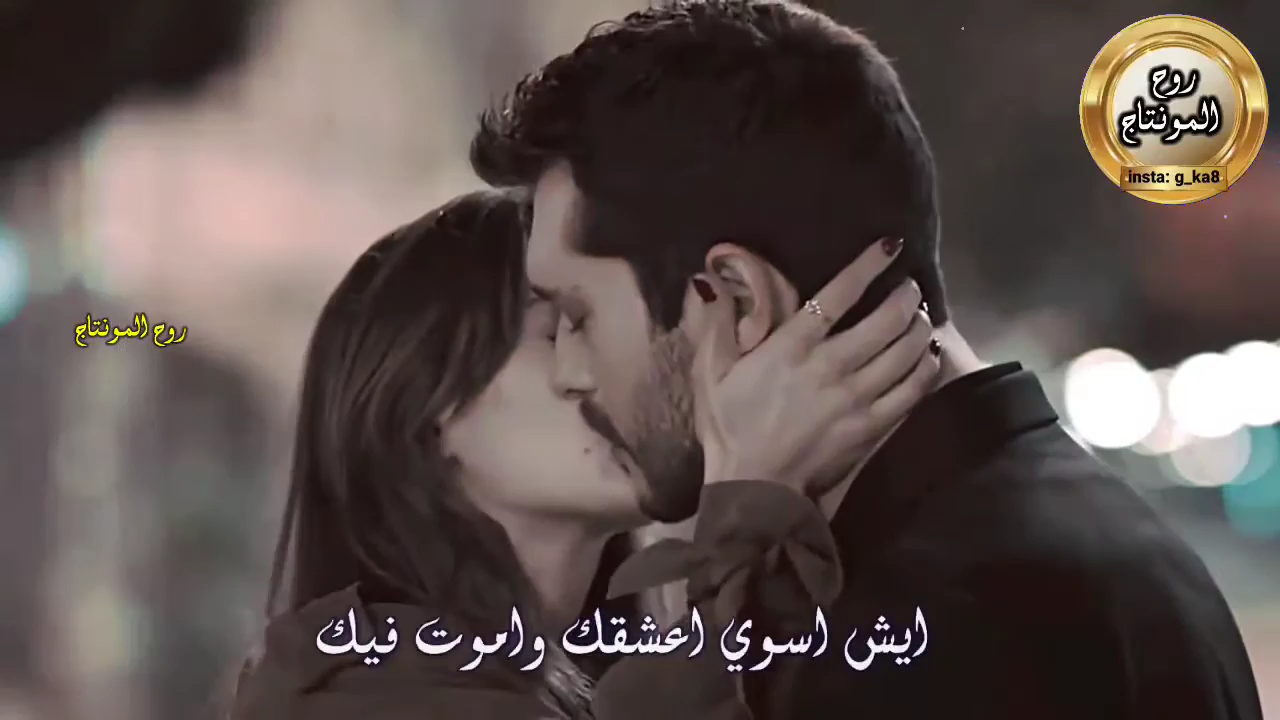 روح
المونتاج
insta: g_ka8
روح المونتاج
ايش اسوي اعشقك واموت فيك